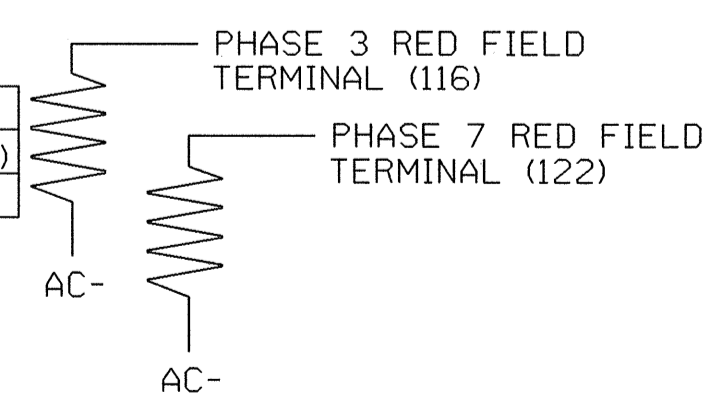 PHASE 3 RED FIELD
TERMINAL (116)
PHASE 7 RED FIELD
TERMINAL (122)
)
AC-
AC-